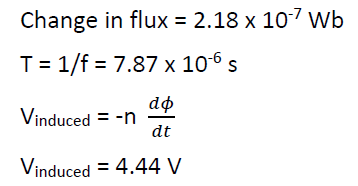 Change in flux = 2.18 x 10⁻⁷ Wb
T = 1/f = 7.87 x 10⁻⁶ s
Vinduced = -n dϕ/dt
Vinduced = 4.44 V